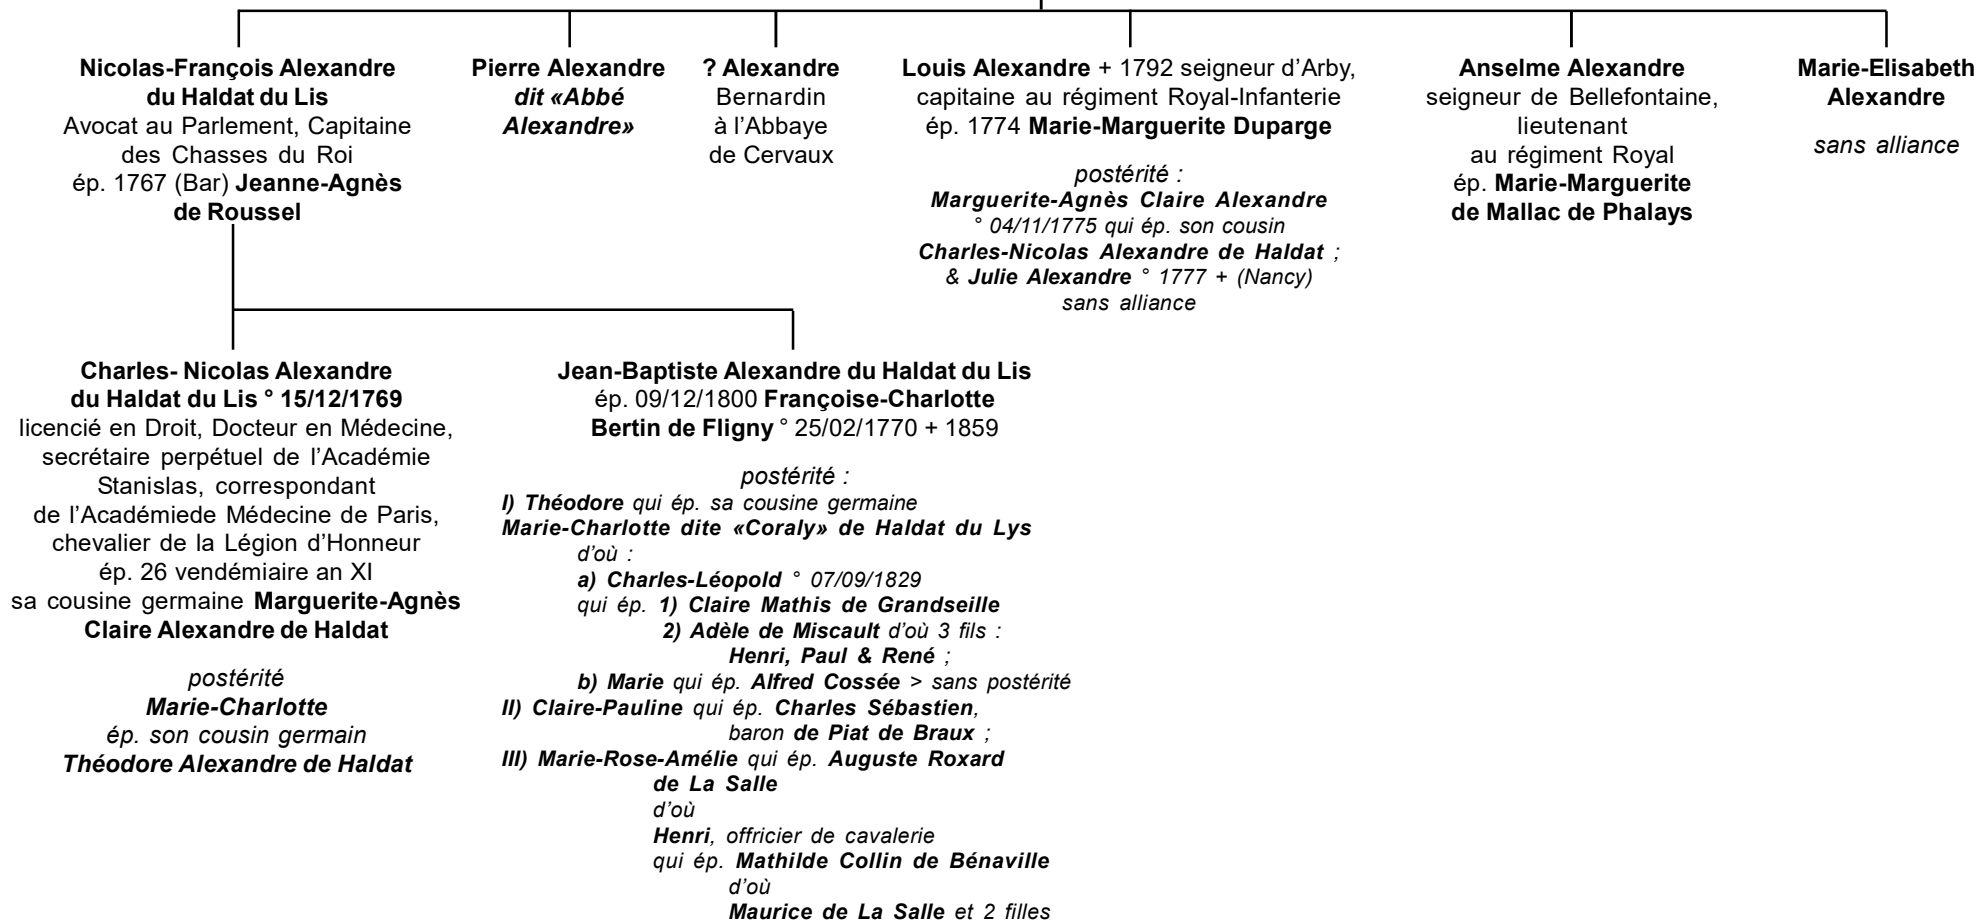 Nicolas-François Alexandre
du Haldat du Lis
Avocat au Parlement, Capitaine
des Chasses du Roi
ép. 1767 (Bar) Jeanne-Agnès
de Roussel
Pierre Alexandre
dit «Abbé
Alexandre»
? Alexandre
Bernardin
à l’Abbaye
de Cervaux
Louis Alexandre + 1792 seigneur d’Arby,
capitaine au régiment Royal-Infanterie
ép. 1774 Marie-Marguerite Duparge
postérité :
Marguerite-Agnès Claire Alexandre
° 04/11/1775 qui ép. son cousin
Charles-Nicolas Alexandre de Haldat ;
& Julie Alexandre ° 1777 + (Nancy)
sans alliance
Anselme Alexandre
seigneur de Bellefontaine,
lieutenant
au régiment Royal
ép. Marie-Marguerite
de Mallac de Phalays
Marie-Elisabeth
Alexandre
sans alliance
Charles- Nicolas Alexandre
du Haldat du Lis ° 15/12/1769
licencié en Droit, Docteur en Médecine,
secrétaire perpétuel de l’Académie
Stanislas, correspondant
de l’Académiede Médecine de Paris,
chevalier de la Légion d’Honneur
ép. 26 vendémiaire an XI
sa cousine germaine Marguerite-Agnès
Claire Alexandre de Haldat
postérité
Marie-Charlotte
ép. son cousin germain
Théodore Alexandre de Haldat
Jean-Baptiste Alexandre du Haldat du Lis
ép. 09/12/1800 Françoise-Charlotte
Bertin de Fligny ° 25/02/1770 + 1859
postérité :
I) Théodore qui ép. sa cousine germaine
Marie-Charlotte dite «Coraly» de Haldat du Lys
d’où :
a) Charles-Léopold ° 07/09/1829
qui ép. 1) Claire Mathis de Grandseille
2) Adèle de Miscault d’où 3 fils :
Henri, Paul & René ;
b) Marie qui ép. Alfred Cossée > sans postérité
II) Claire-Pauline qui ép. Charles Sébastien,
baron de Piat de Braux ;
III) Marie-Rose-Amélie qui ép. Auguste Roxard
de La Salle
d’où
Henri, offricier de cavalerie
qui ép. Mathilde Collin de Bénaville
d’où
Maurice de La Salle et 2 filles